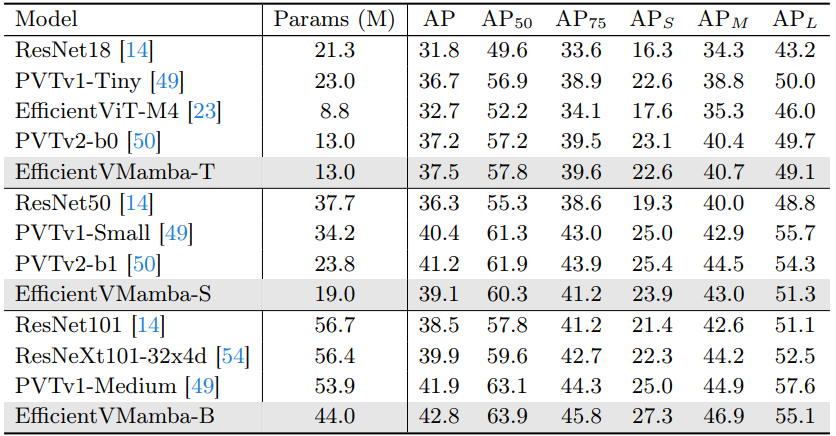 Model Params (M) AP AP50 AP75 APS APM APL
ResNet18 [14] 21.3 31.8 49.6 33.6 16.3 34.3 43.2
PVTv1-Tiny [49] 23.0 36.7 56.9 38.9 22.6 38.8 50.0
EfficientViT-M4 [23] 8.8 32.7 52.2 34.1 17.6 35.3 46.0
PVTv2-b0 [50] 13.0 37.2 57.2 39.5 23.1 40.4 49.7
EfficientVMamba-T 13.0 37.5 57.8 39.6 22.6 40.7 49.1
ResNet50 [14] 37.7 36.3 55.3 38.6 19.3 40.0 48.8
PVTv1-Small [49] 34.2 40.4 61.3 43.0 25.0 42.9 55.7
PVTv2-b1 [50] 23.8 41.2 61.9 43.9 25.4 44.5 54.3
EfficientVMamba-S 19.0 39.1 60.3 41.2 23.9 43.0 51.3
ResNet101 [14] 56.7 38.5 57.8 41.2 21.4 42.6 51.1
ResNeXt101-32x4d [54] 56.4 39.9 59.6 42.7 22.3 44.2 52.5
PVTv1-Medium [49] 53.9 41.9 63.1 44.3 25.0 44.9 57.6
EfficientVMamba-B 44.0 42.8 63.9 45.8 27.3 46.9 55.1